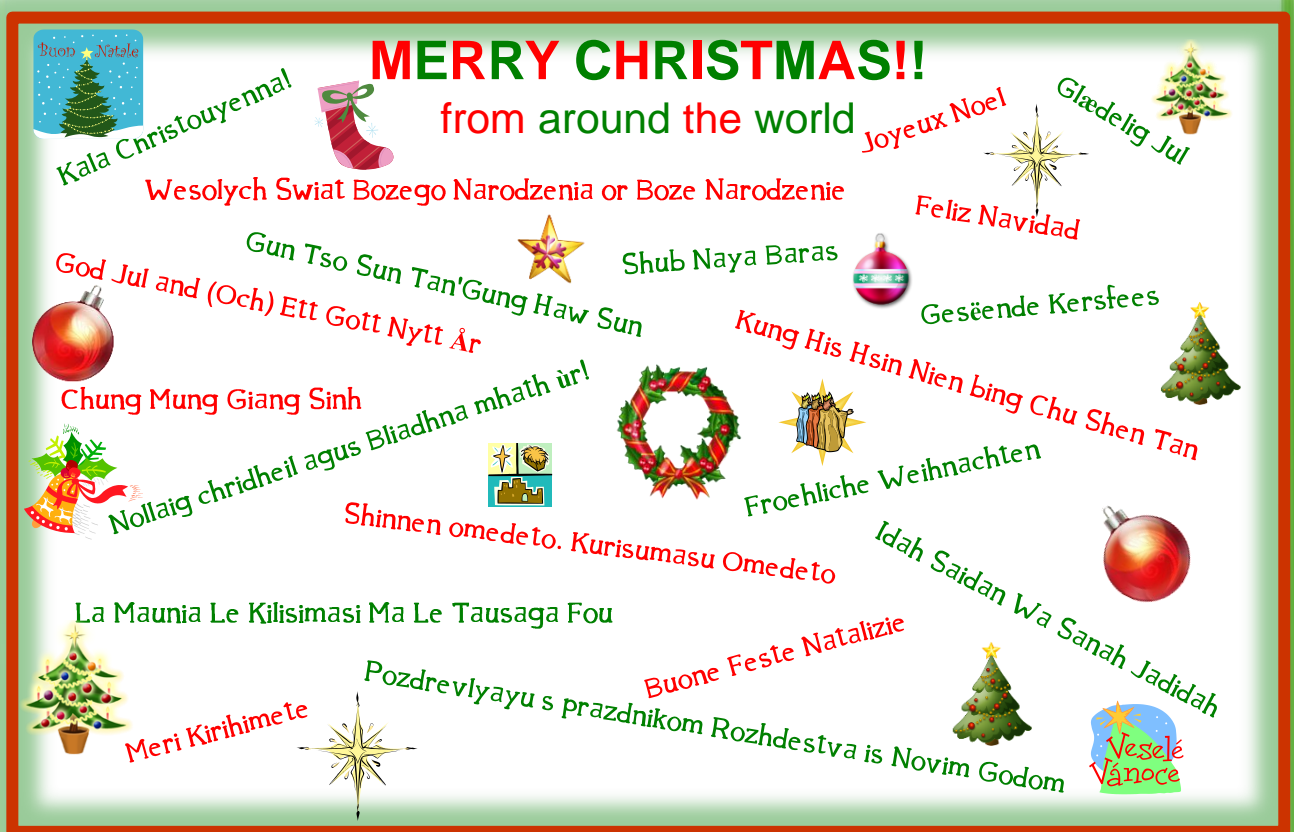 Buon Natale
MERRY CHRISTMAS!!
from around the world
Kala Christouyenna!
Joyeux Noel
Glædelig Jul
Wesolych Swiat Bozego Narodzenia or Boze Narodzenie
Feliz Navidad
Gun Tso Sun Tan'Gung Haw Sun
Shub Naya Baras
God Jul and (Och) Ett Gott Nytt År
Gesëende Kersfees
Kung His Hsin Nien bing Chu Shen Tan
Chung Mung Giang Sinh
Nollaig chridheil agus Bliadhna mhath ùr!
Froehliche Weihnachten
Shinnen omedeto. Kurisumasu Omedeto
Idah Saidan Wa Sanah Jadidah
La Maunia Le Kilisimasi Ma Le Tausaga Fou
Buone Feste Natalizie
Pozdrevlyayu s prazdnikom Rozhdestva is Novim Godom
Meri Kirihimete
Veselé
Vánoce